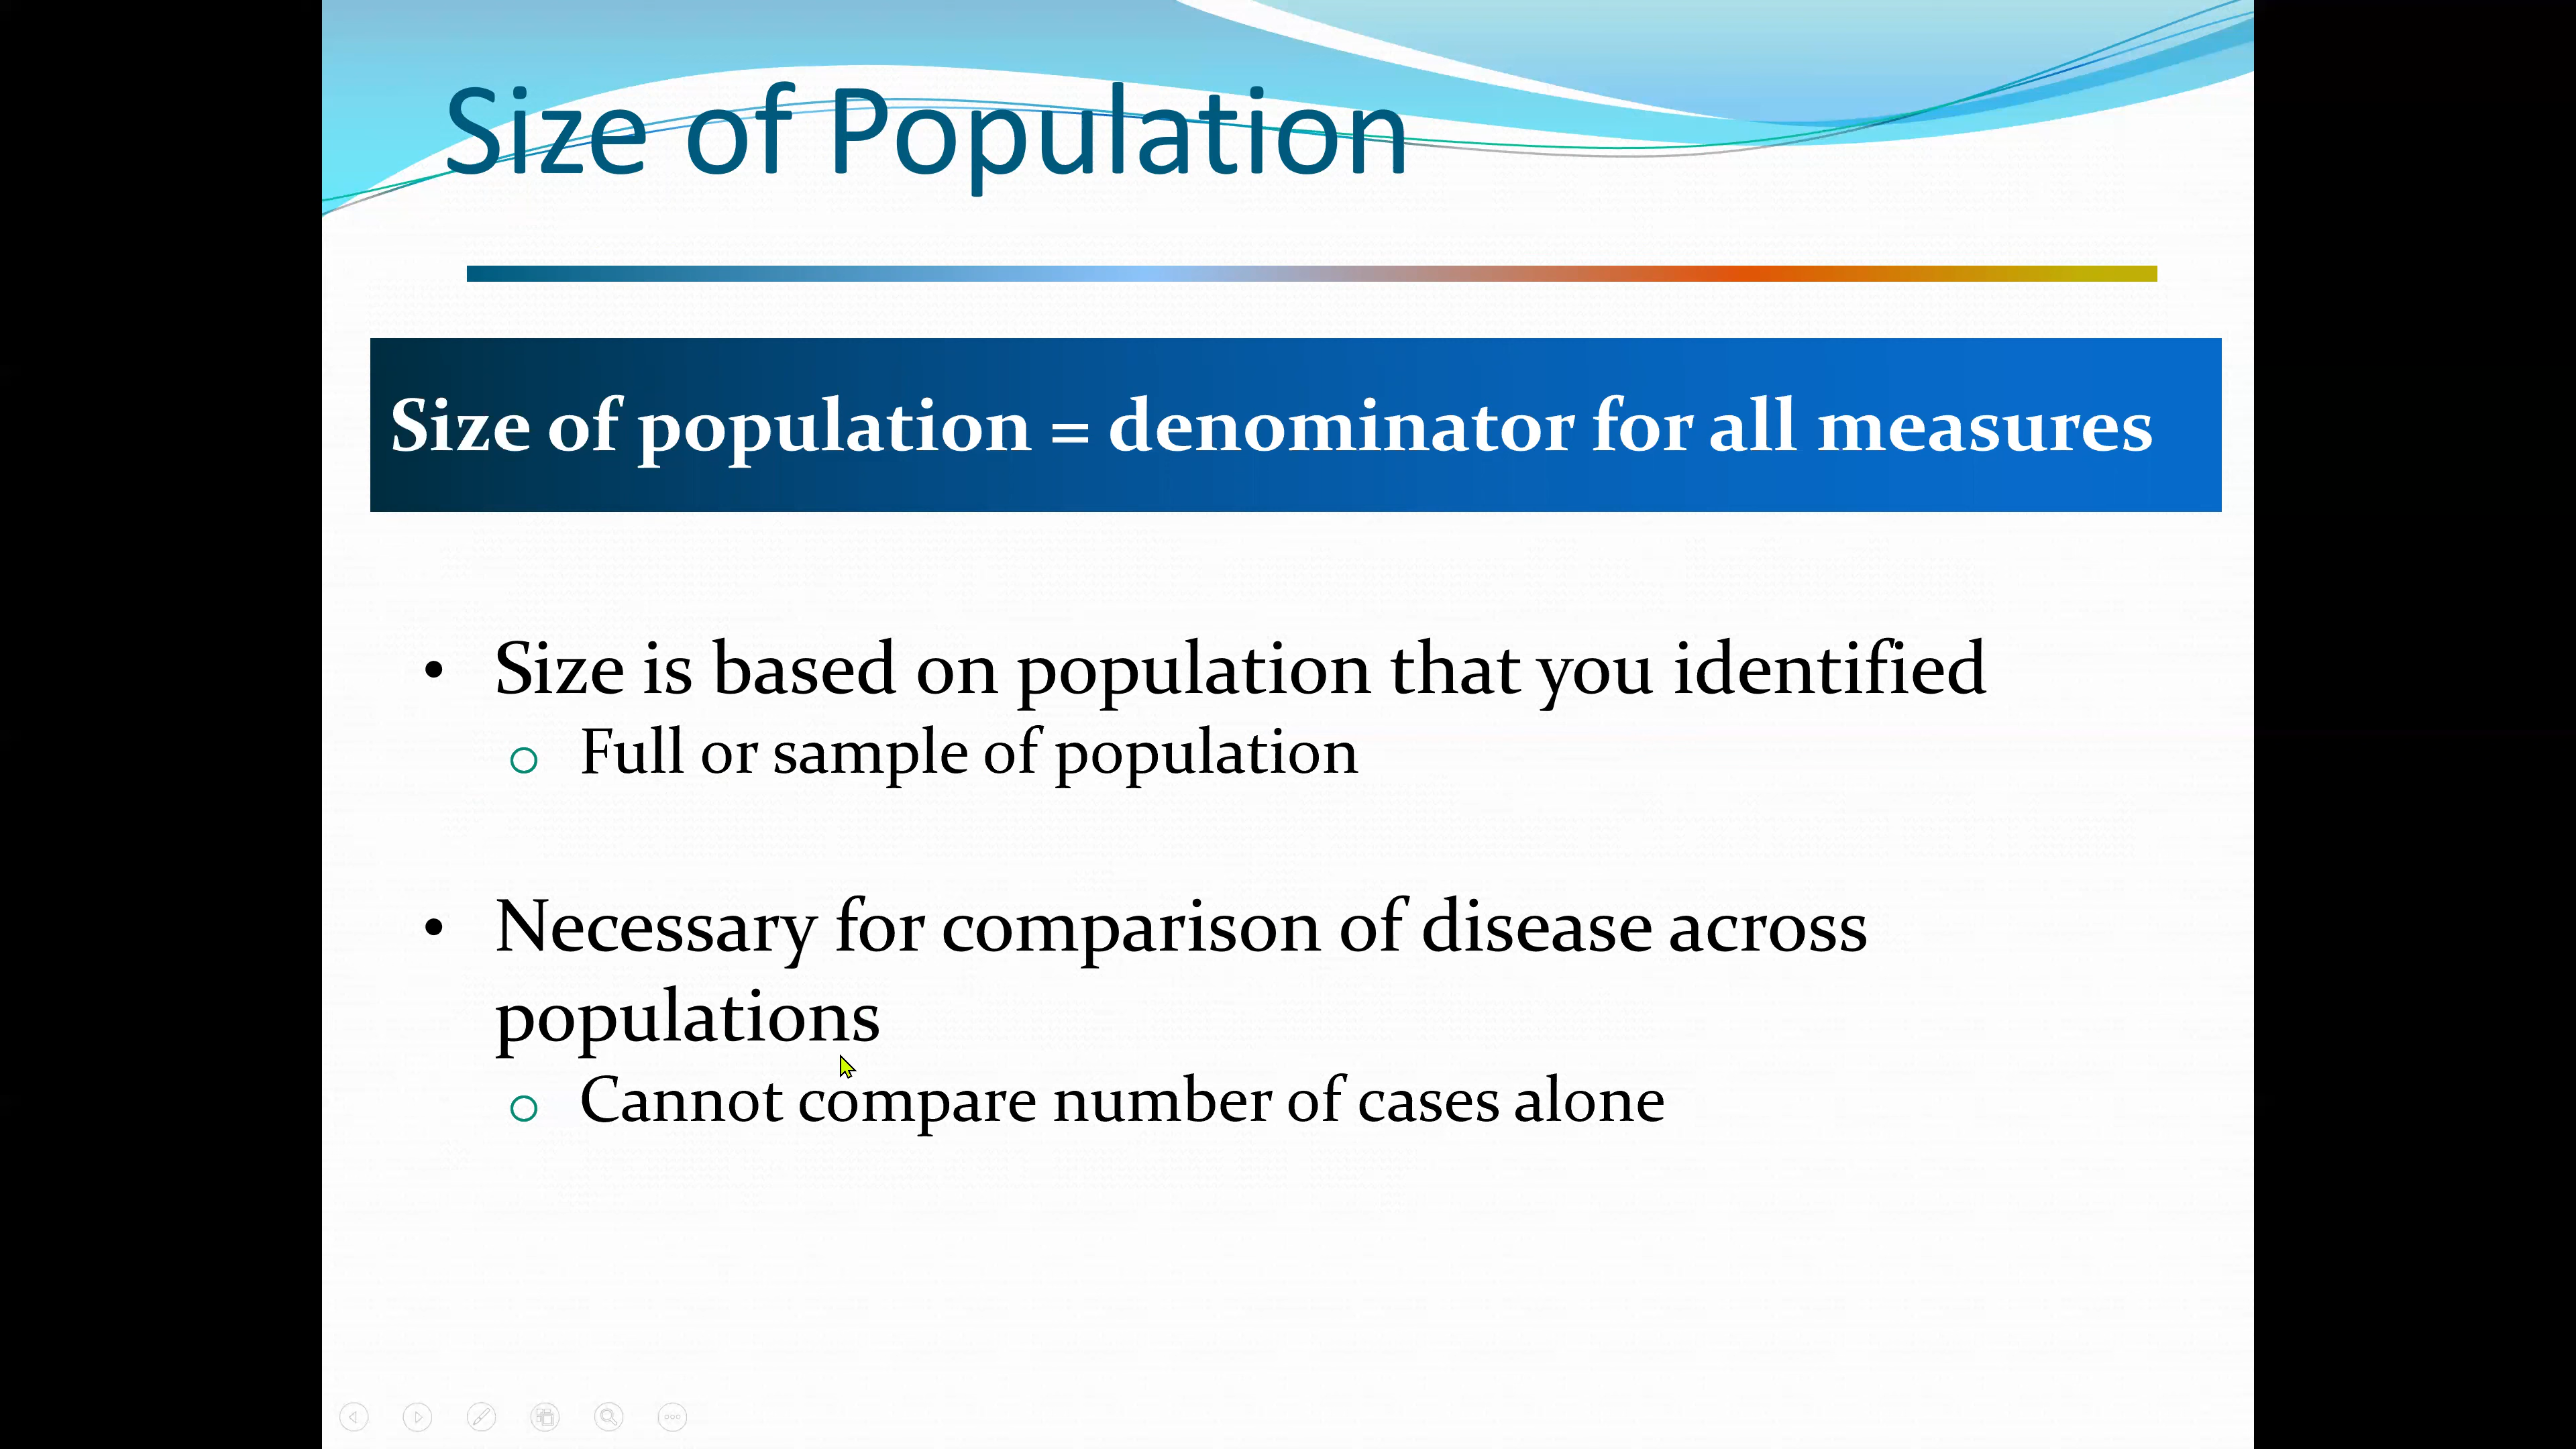 Size of Population
Size of population = denominator for all measures
• Size is based on population that you identified
o Full or sample of population
• Necessary for comparison of disease across
populations
o Cannot compare number of cases alone